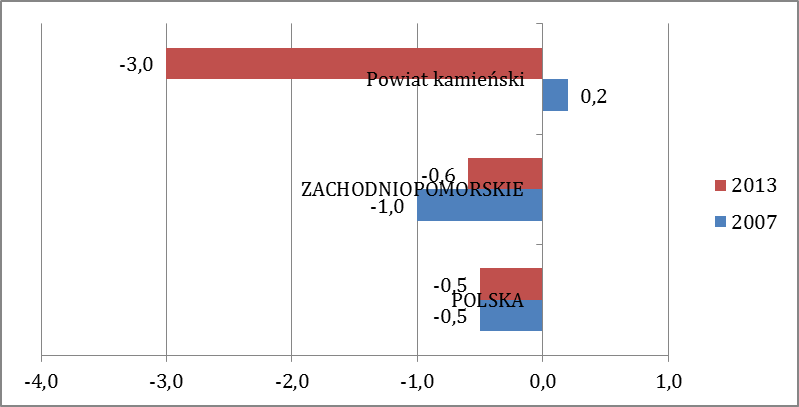 -3,0
Powiat kamieński
0,2
-0,6
ZACHODNIOPOMORSKIE
-1,0
-0,5
POLSKA
-0,5
2013
2007
-4,0 -3,0 -2,0 -1,0 0,0 1,0